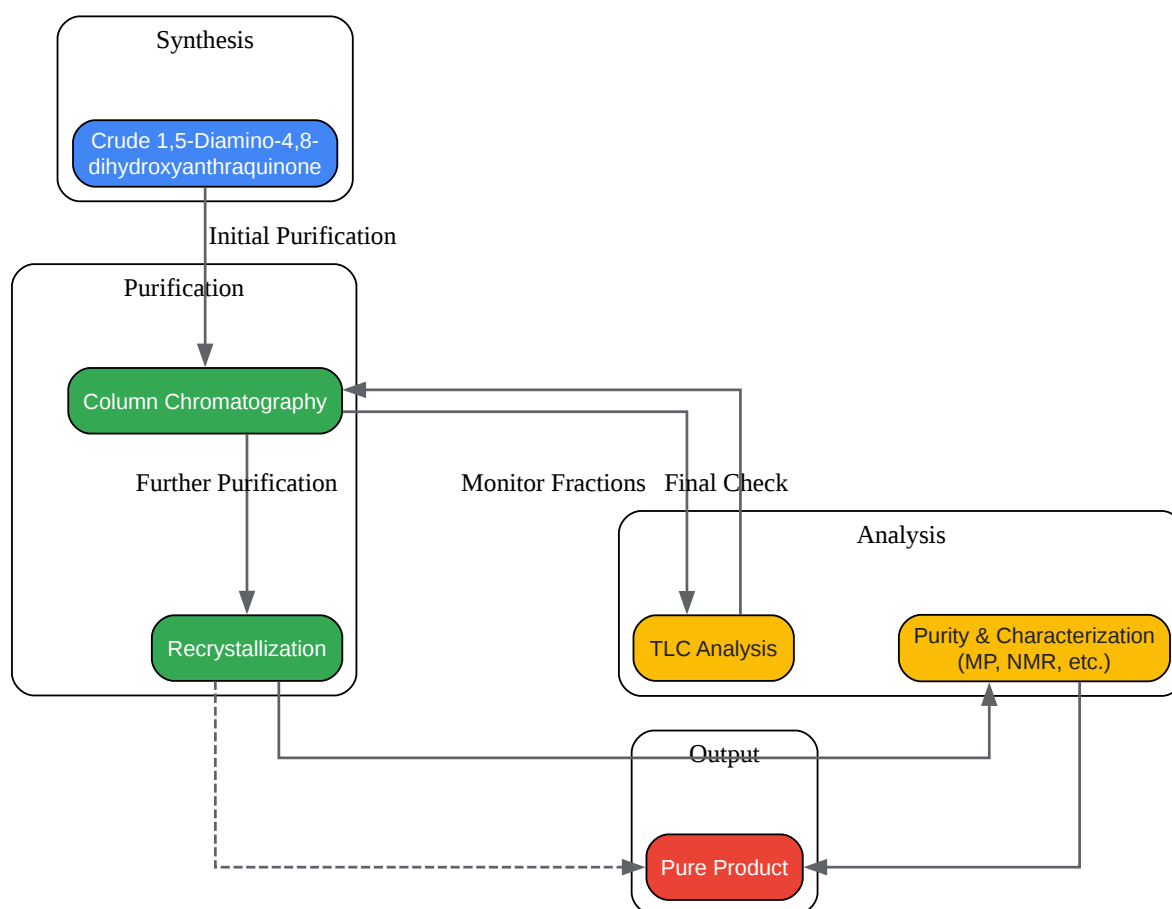 Synthesis
Crude 1,5-Diamino-4,8-
dihydroxyanthraquinone
Initial Purification
Purification
Column Chromatography
Further Purification
Monitor Fractions
Final Check
Analysis
Recrystallization
TLC Analysis
Purity & Characterization
(MP, NMR, etc.)
Output
Pure Product